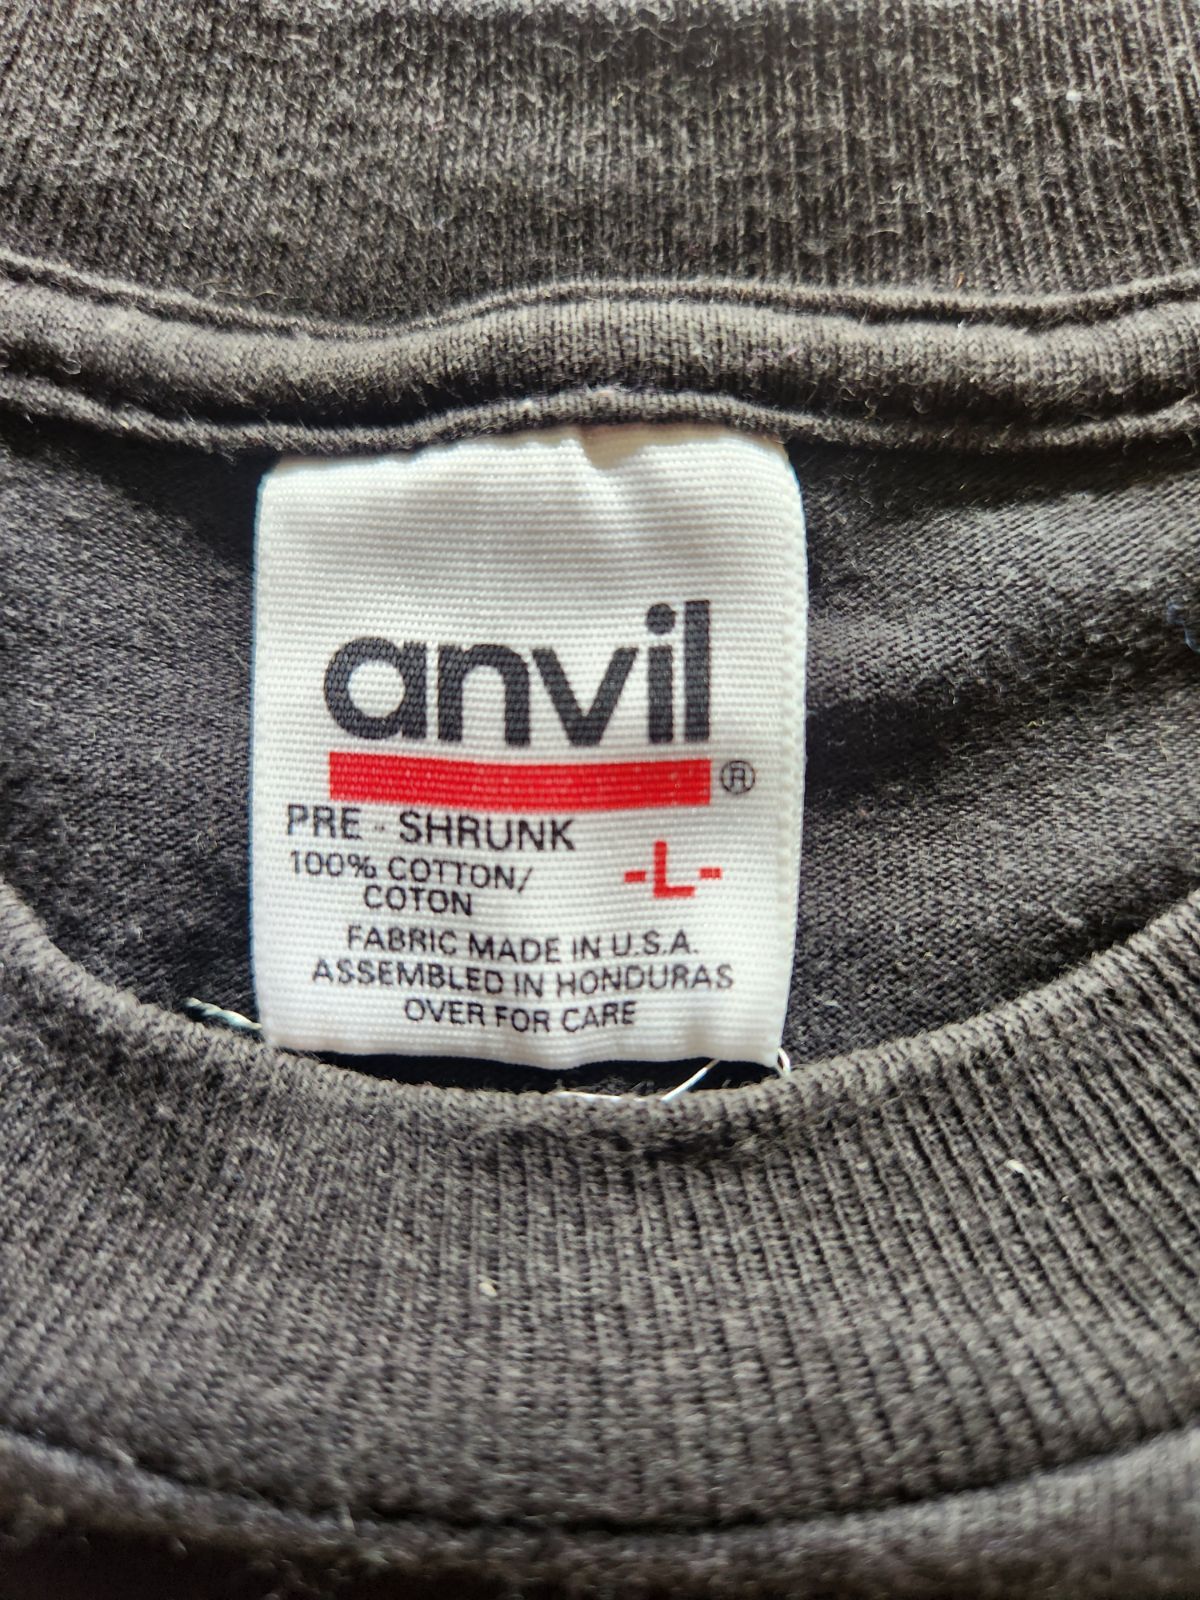 anvil
®
PRE - SHRUNK
100% COTTON/
COTON
-L-
FABRIC MADE IN U.S.A.
ASSEMBLED IN HONDURAS
OVER FOR CARE